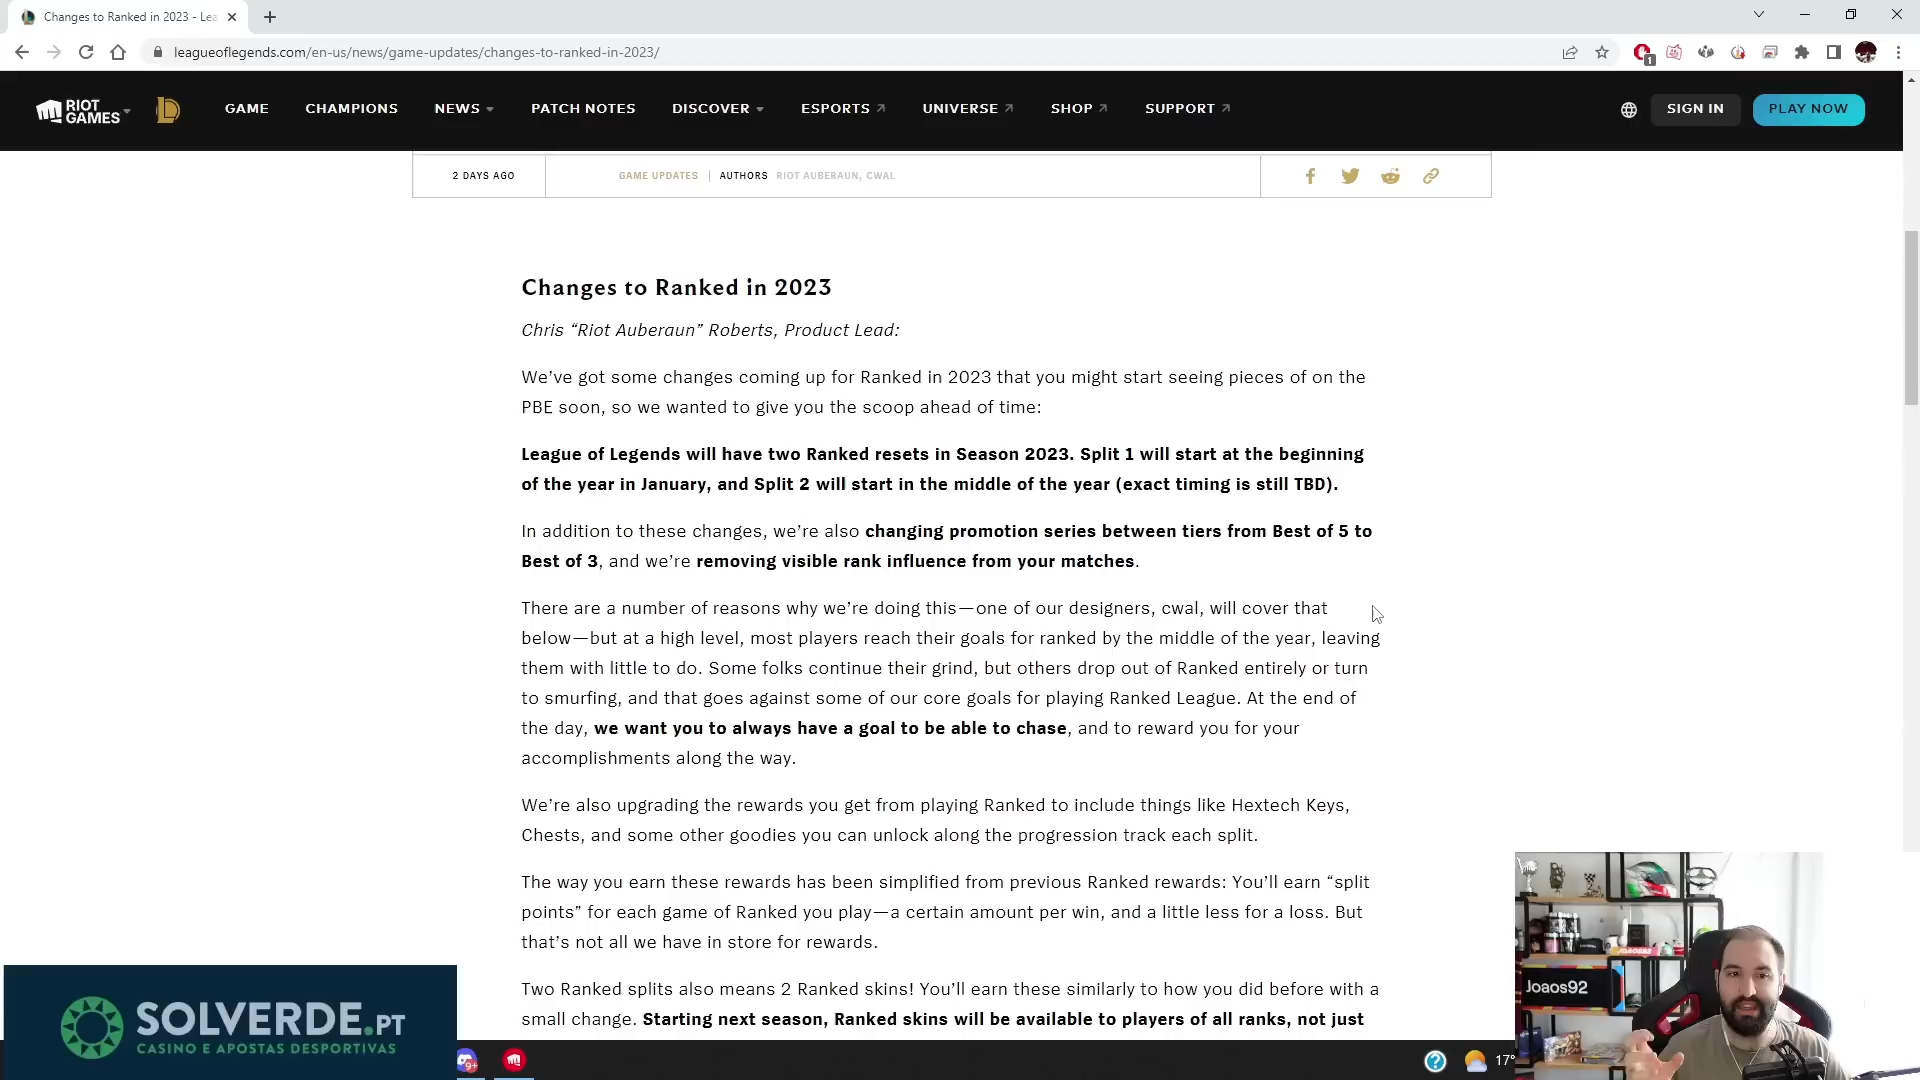 Changes to Ranked in 2023 - Lea
leagueoflegends.com/en-us/news/game-updates/changes-to-ranked-in-2023/
1
RIOT GAMES
GAME
CHAMPIONS
NEWS
PATCH NOTES
DISCOVER
ESPORTS
UNIVERSE
SHOP
SUPPORT
SIGN IN
PLAY NOW
2 DAYS AGO
GAME UPDATES | AUTHORS RIOT AUBERAUN, CWAL
Changes to Ranked in 2023
Chris “Riot Auberaun” Roberts, Product Lead:
We’ve got some changes coming up for Ranked in 2023 that you might start seeing pieces of on the
PBE soon, so we wanted to give you the scoop ahead of time:
League of Legends will have two Ranked resets in Season 2023. Split 1 will start at the beginning
of the year in January, and Split 2 will start in the middle of the year (exact timing is still TBD).
In addition to these changes, we’re also changing promotion series between tiers from Best of 5 to
Best of 3, and we’re removing visible rank influence from your matches.
There are a number of reasons why we’re doing this—one of our designers, cwal, will cover that
below—but at a high level, most players reach their goals for ranked by the middle of the year, leaving
them with little to do. Some folks continue their grind, but others drop out of Ranked entirely or turn
to smurfing, and that goes against some of our core goals for playing Ranked League. At the end of
the day, we want you to always have a goal to be able to chase, and to reward you for your
accomplishments along the way.
We’re also upgrading the rewards you get from playing Ranked to include things like Hextech Keys,
Chests, and some other goodies you can unlock along the progression track each split.
The way you earn these rewards has been simplified from previous Ranked rewards: You’ll earn “split
points” for each game of Ranked you play—a certain amount per win, and a little less for a loss. But
that’s not all we have in store for rewards.
Two Ranked splits also means 2 Ranked skins! You’ll earn these similarly to how you did before with a
small change. Starting next season, Ranked skins will be available to players of all ranks, not just
SOLVERDE.PT
CASINO E APOSTAS DESPORTIVAS
9+
17°
Joaos92